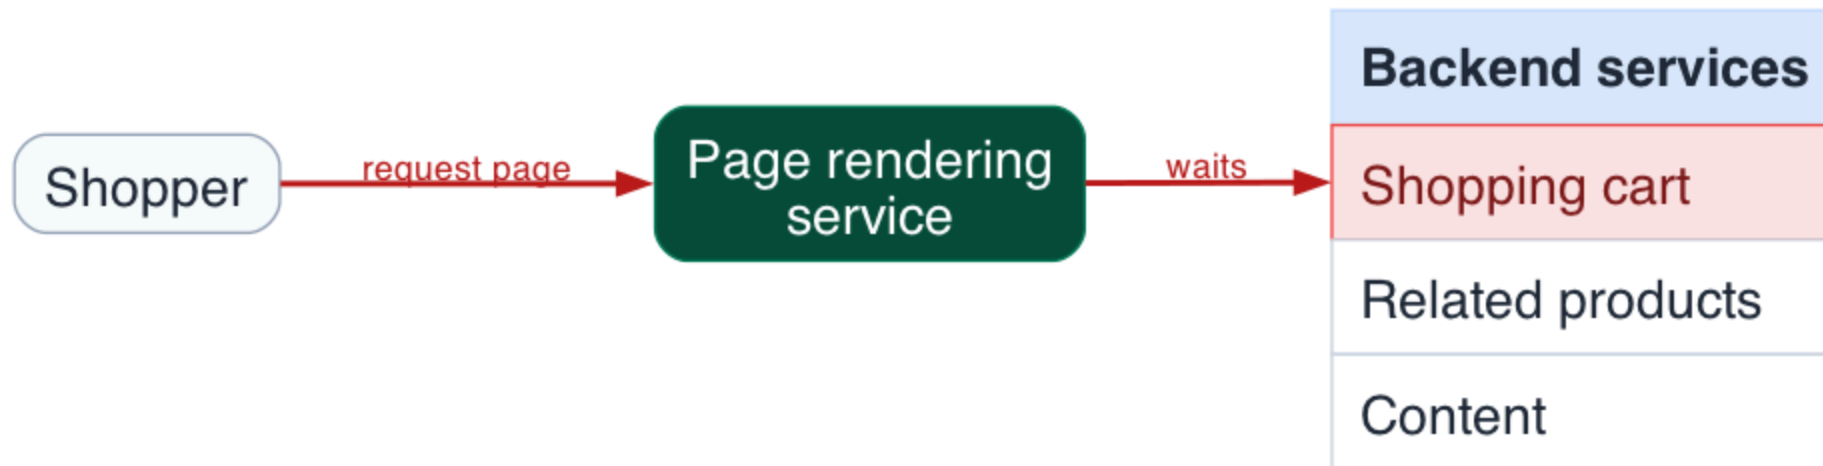 Shopper
request page
Page rendering
service
waits
Backend services
Shopping cart
Related products
Content